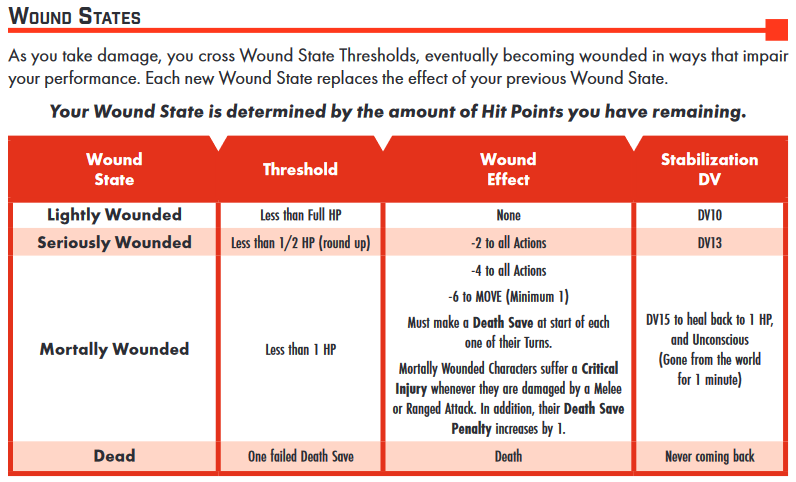 WOUND STATES
As you take damage, you cross Wound State Thresholds, eventually becoming wounded in ways that impair
your performance. Each new Wound State replaces the effect of your previous Wound State.
Your Wound State is determined by the amount of Hit Points you have remaining.
Wound
State
Threshold
Wound
Effect
Stabilization
DV
Lightly Wounded
Less than Full HP
None
DV10
Seriously Wounded
Less than 1/2 HP (round up)
-2 to all Actions
DV13
Mortally Wounded
Less than 1 HP
-4 to all Actions
-6 to MOVE (Minimum 1)
Must make a Death Save at start of each
one of their Turns.
Mortally Wounded Characters suffer a Critical
Injury whenever they are damaged by a Melee
or Ranged Attack. In addition, their Death Save
Penalty increases by 1.
DV15 to heal back to 1 HP,
and Unconscious
(Gone from the world
for 1 minute)
Dead
One failed Death Save
Death
Never coming back